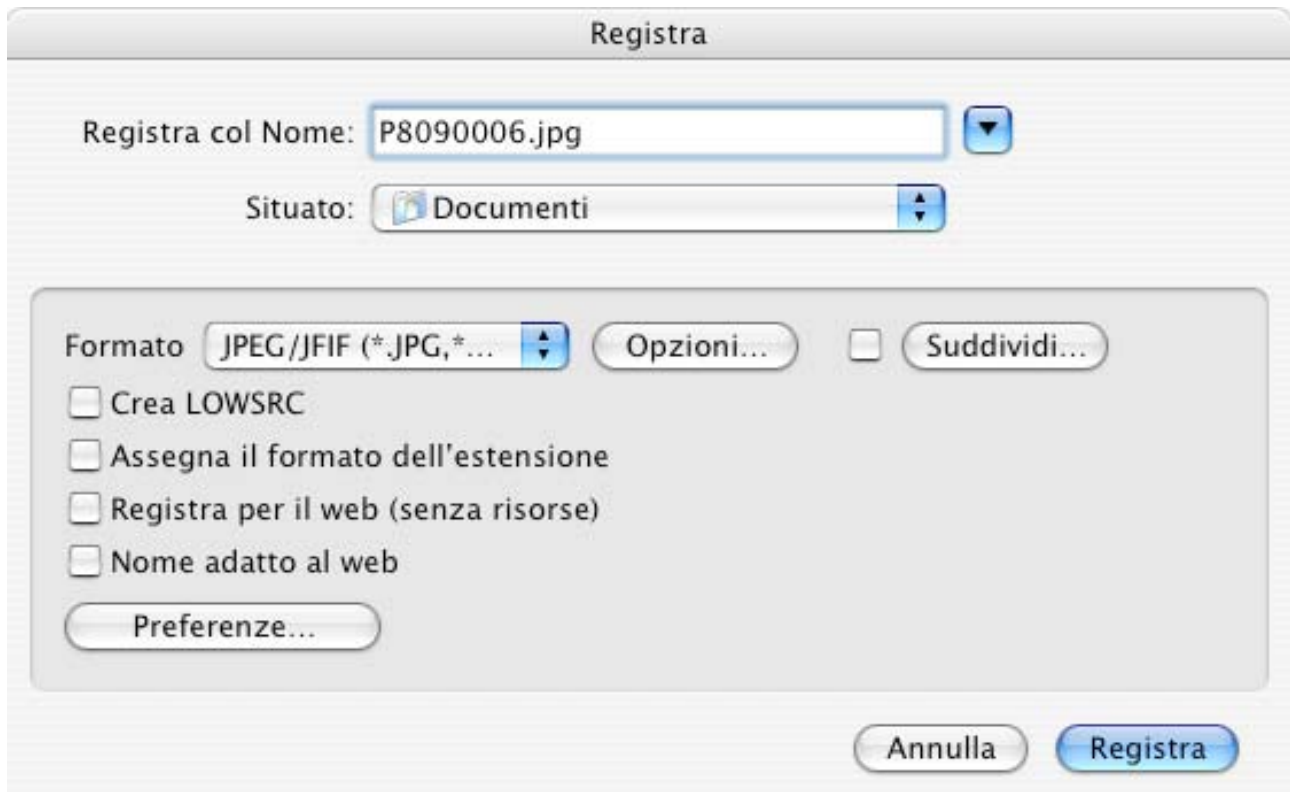 Registra
Registra col Nome: P8090006.jpg
Situato: Documenti
Formato JPEG/JFIF (*.JPG,*... Opzioni... Suddividi...
Crea LOWSRC
Assegna il formato dell'estensione
Registra per il web (senza risorse)
Nome adatto al web
Preferenze...
Annulla Registra